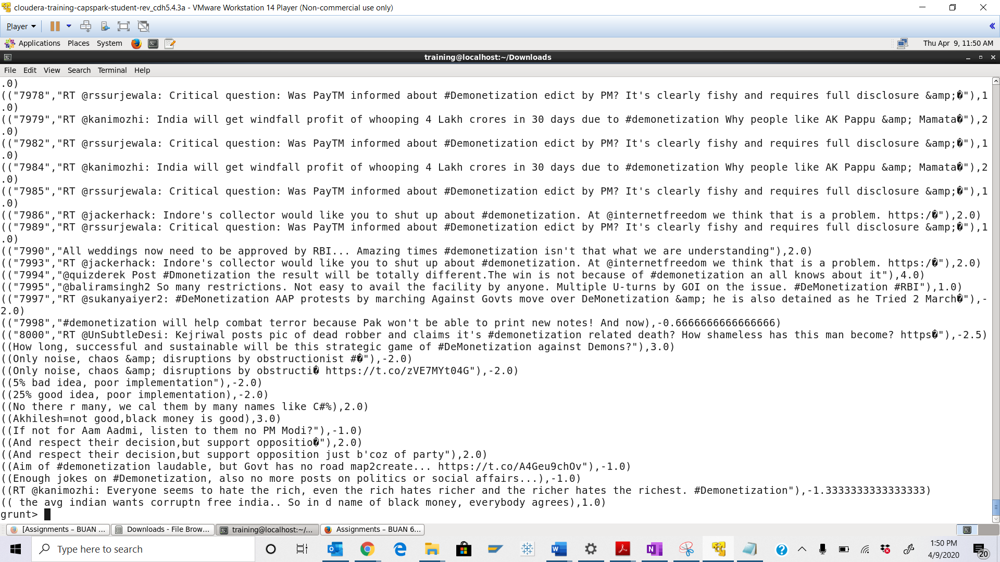 cloudera-training-capspark-student-rev_cdh5.4.3a - VMware Workstation 14 Player (Non-commercial use only)
Player
Applications Places System Thu Apr 9, 11:50 AM
training@localhost:~/Downloads
File Edit View Search Terminal Help
.0)
(("7978","RT @rssurjewala: Critical question: Was PayTM informed about #Demonetization edict by PM? It's clearly fishy and requires full disclosure &amp;�"),1
.0)
(("7979","RT @kanimozhi: India will get windfall profit of whooping 4 Lakh crores in 30 days due to #demonetization Why people like AK Pappu &amp; Mamata�"),2
.0)
(("7982","RT @rssurjewala: Critical question: Was PayTM informed about #Demonetization edict by PM? It's clearly fishy and requires full disclosure &amp;�"),1
.0)
(("7984","RT @kanimozhi: India will get windfall profit of whooping 4 Lakh crores in 30 days due to #demonetization Why people like AK Pappu &amp; Mamata�"),2
.0)
(("7985","RT @rssurjewala: Critical question: Was PayTM informed about #Demonetization edict by PM? It's clearly fishy and requires full disclosure &amp;�"),1
.0)
(("7986","RT @jackerhack: Indore's collector would like you to shut up about #demonetization. At @internetfreedom we think that is a problem. https:/�"),2.0)
(("7989","RT @rssurjewala: Critical question: Was PayTM informed about #Demonetization edict by PM? It's clearly fishy and requires full disclosure &amp;�"),1
.0)
(("7990","All weddings now need to be approved by RBI... Amazing times #demonetization isn't that what we are understanding"),2.0)
(("7993","RT @jackerhack: Indore's collector would like you to shut up about #demonetization. At @internetfreedom we think that is a problem. https:/�"),2.0)
(("7994","@quizderek Post #Dmonetization the result will be totally different.The win is not because of #demonetization an all knows about it"),4.0)
(("7995","@baliramsingh2 So many restrictions. Not easy to avail the facility by anyone. Multiple U-turns by GOI on the issue. #DeMonetization #RBI"),1.0)
(("7997","RT @sukanyaiyer2: #DeMonetization AAP protests by marching Against Govts move over DeMonetization &amp; he is also detained as he Tried 2 March�"),-
2.0)
(("7998","#demonetization will help combat terror because Pak won't be able to print new notes! And now),-0.6666666666666666)
(("8000","RT @UnSubtleDesi: Kejriwal posts pic of dead robber and claims it's #demonetization related death? How shameless has this man become? https�"),-2.5)
((How long, successful and sustainable will be this strategic game of #DeMonetization against Demons?"),3.0)
((Only noise, chaos &amp; disruptions by obstructionist #�"),-2.0)
((Only noise, chaos &amp; disruptions by obstructi� https://t.co/zVE7MYt04G"),-2.0)
((5% bad idea, poor implementation"),-2.0)
((25% good idea, poor implementation),-2.0)
((No there r many, we cal them by many names like C#%),2.0)
((Akhilesh=not good,black money is good),3.0)
((If not for Aam Aadmi, listen to them no PM Modi?"),-1.0)
((And respect their decision,but support oppositio�"),2.0)
((And respect their decision,but support opposition just b'coz of party"),2.0)
((Aim of #demonetization laudable, but Govt has no road map2create... https://t.co/A4Geu9chOv"),-1.0)
((Enough jokes on #Demonetization, also no more posts on politics or social affairs...),-1.0)
((RT @kanimozhi: Everyone seems to hate the rich, even the rich hates richer and the richer hates the richest. #Demonetization"),-1.3333333333333333)
(( the avg indian wants corruptn free india.. So in d name of black money, everybody agrees),1.0)
grunt>
[Assignments – BUAN ... Downloads - File Brow... training@localhost:~/... Assignments – BUAN 6...
Type here to search
1:50 PM
4/9/2020
20